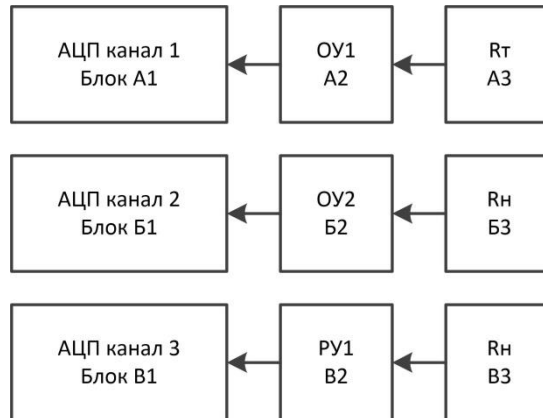 АЦП канал 1
Блок А1
ОУ1
А2
Rт
А3
АЦП канал 2
Блок Б1
ОУ2
Б2
Rн
Б3
АЦП канал 3
Блок В1
РУ1
В2
Rн
В3